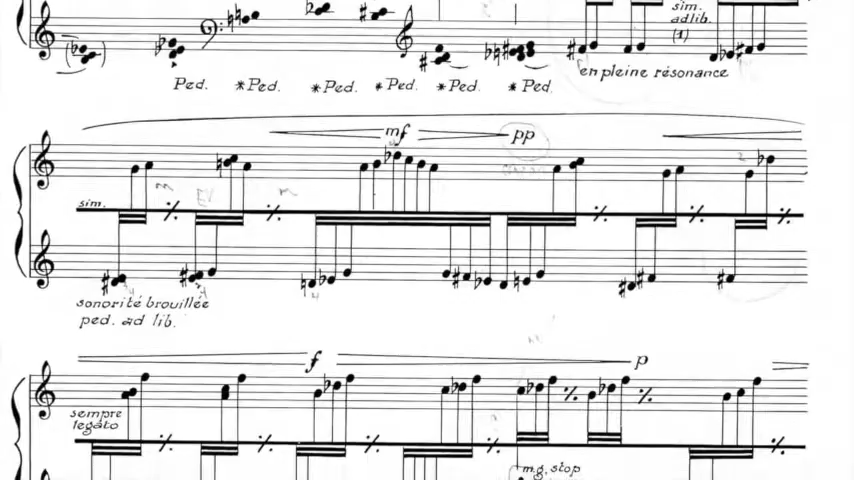 sim.
ad lib.
(1)
en pleine résonance
Ped. *Ped. *Ped. *Ped. *Ped. *Ped.
mf pp
sim.
sonorité brouillée
ped. ad lib.
f p
sempre
legato
m.g. stop